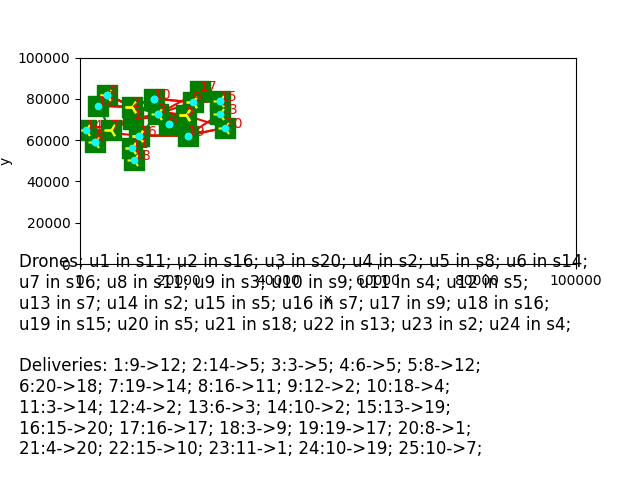 100000
80000
60000
40000
20000
0
y
0 20000 40000 60000 80000 100000
x
17
20
Drones: u1 in s11; u2 in s16; u3 in s20; u4 in s2; u5 in s8; u6 in s14;
u7 in s16; u8 in s11; u9 in s3; u10 in s9; u11 in s4; u12 in s5;
u13 in s7; u14 in s2; u15 in s5; u16 in s7; u17 in s9; u18 in s16;
u19 in s15; u20 in s5; u21 in s18; u22 in s13; u23 in s2; u24 in s4;
Deliveries: 1:9->12; 2:14->5; 3:3->5; 4:6->5; 5:8->12;
6:20->18; 7:19->14; 8:16->11; 9:12->2; 10:18->4;
11:3->14; 12:4->2; 13:6->3; 14:10->2; 15:13->19;
16:15->20; 17:16->17; 18:3->9; 19:19->17; 20:8->1;
21:4->20; 22:15->10; 23:11->1; 24:10->19; 25:10->7;